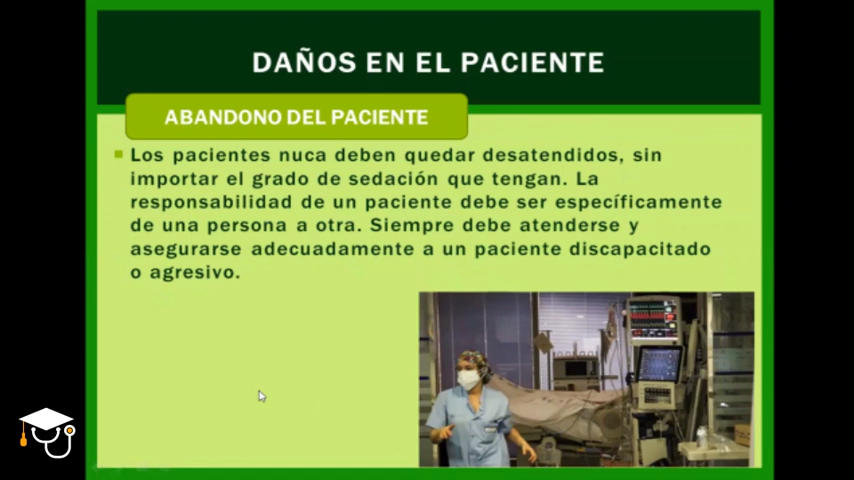 DAÑOS EN EL PACIENTE
ABANDONO DEL PACIENTE
Los pacientes nuca deben quedar desatendidos, sin
importar el grado de sedación que tengan. La
responsabilidad de un paciente debe ser específicamente
de una persona a otra. Siempre debe atenderse y
asegurarse adecuadamente a un paciente discapacitado
o agresivo.